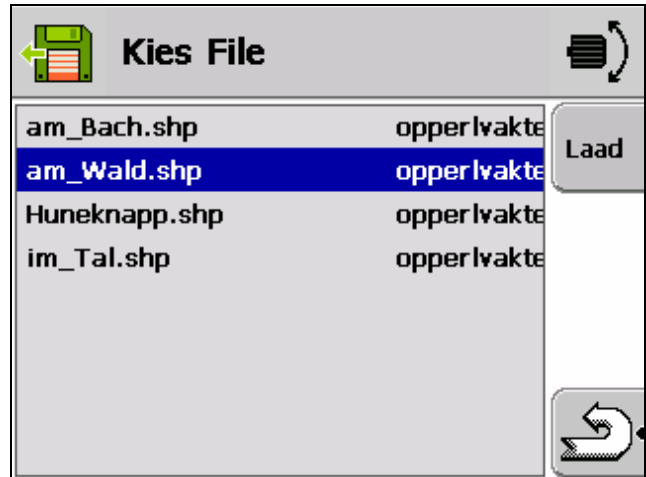 Kies File
am_Bach.shp opperlvakte
Laad
am_Wald.shp opperlvakte
Huneknapp.shp opperlvakte
im_Tal.shp opperlvakte